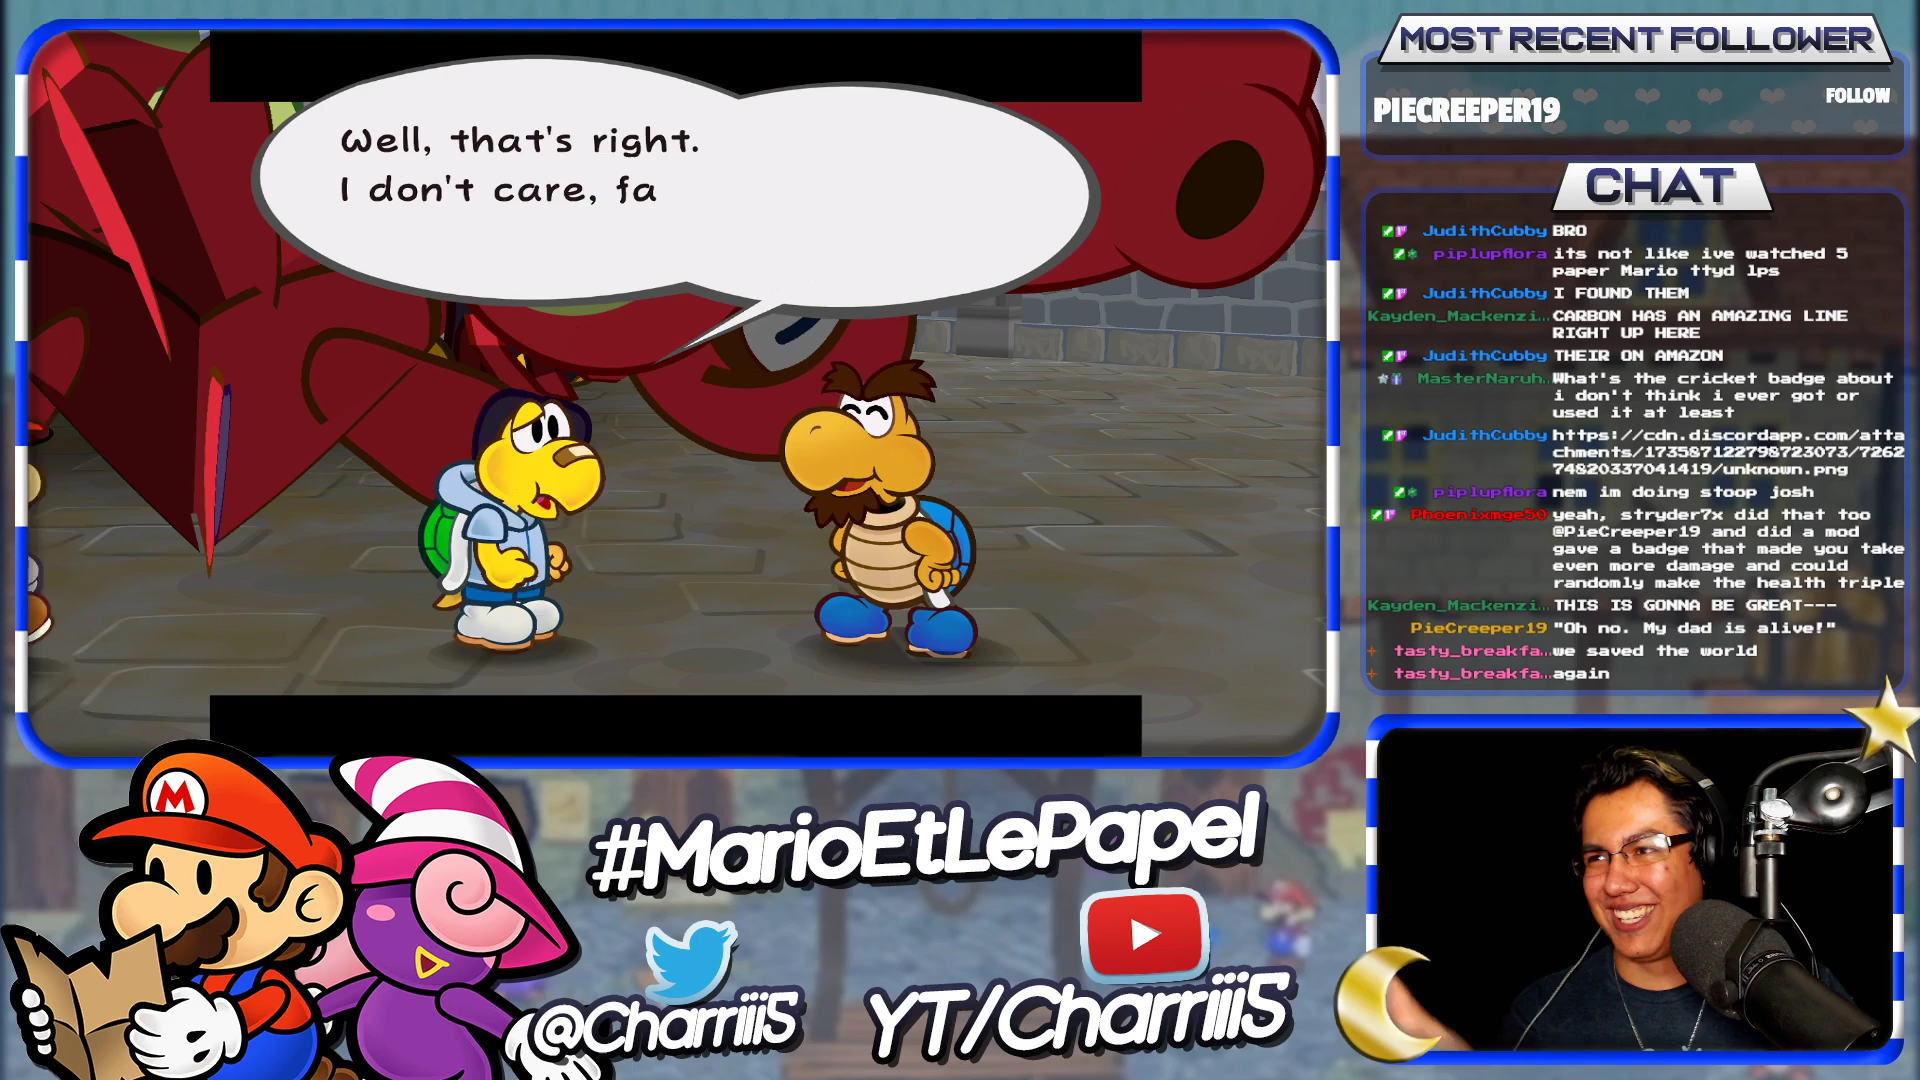 Well, that's right.
I don't care, fa
MOST RECENT FOLLOWER
PIECREEPER19
FOLLOW
CHAT
JudithCubby BRO
piplupflora its not like ive watched 5
paper Mario ttyd lps
JudithCubby I FOUND THEM
Kayden_Mackenzi... CARBON HAS AN AMAZING LINE
RIGHT UP HERE
JudithCubby THEIR ON AMAZON
MasterNaruh... What's the cricket badge about
i don't think i ever got or
used it at least
JudithCubby https://cdn.discordapp.com/atta
chments/173587122798723073/7262
74820337041419/unknown.png
piplupflora nem im doing stoop josh
Phoenixmge50 yeah, stryder7x did that too
@PieCreeper19 and did a mod
gave a badge that made you take
even more damage and could
randomly make the health triple
Kayden_Mackenzi... THIS IS GONNA BE GREAT---
PieCreeper19 "Oh no. My dad is alive!"
tasty_breakfa... we saved the world
tasty_breakfa... again
M
#MarioEtLePapel
@Charriii5
YT/Charriii5